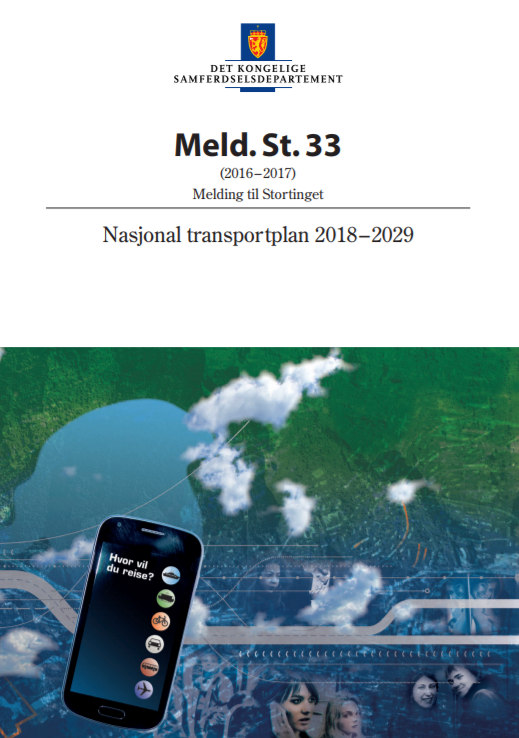 DET KONGELIGE
SAMFERDSELSDEPARTEMENT
Meld. St. 33
(2016–2017)
Melding til Stortinget
Nasjonal transportplan 2018–2029
Hvor vil
du reise?